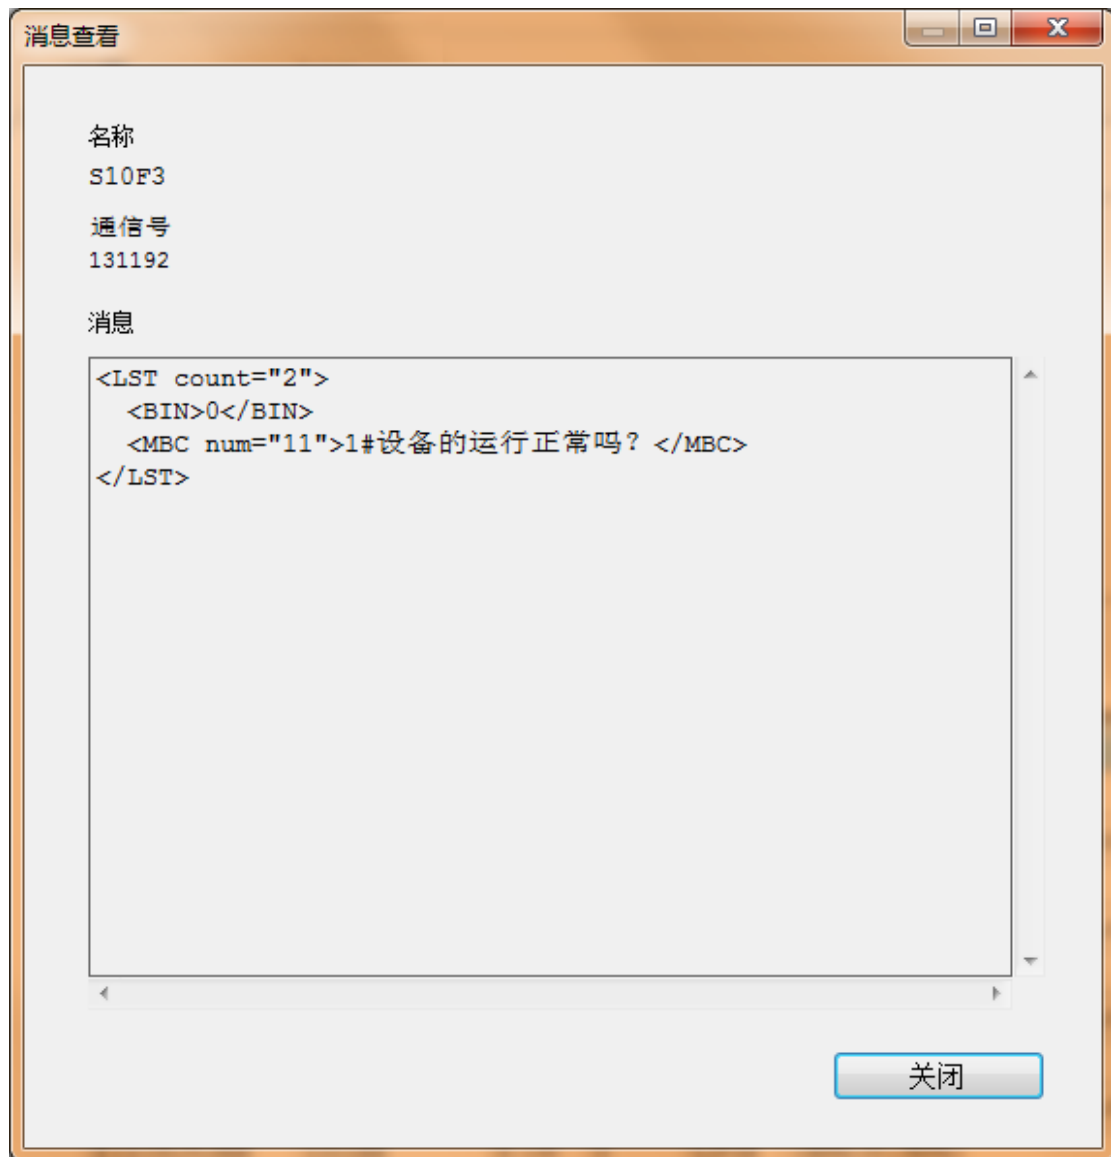 消息查看
名称
S10F3
通信号
131192
消息
<LST count="2">
  <BIN>0</BIN>
  <MBC num="11">1#设备的运行正常吗？</MBC>
</LST>
关闭